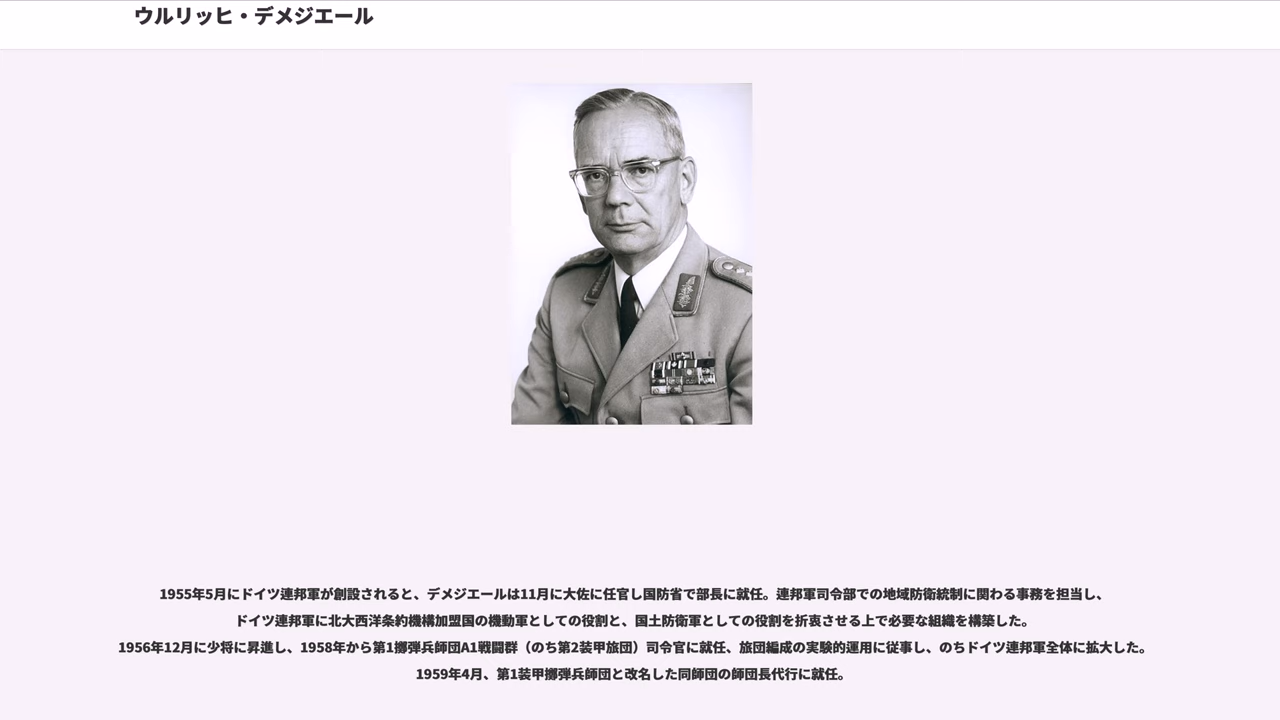 ウルリッヒ・デメジエール
1955年5月にドイツ連邦軍が創設されると、デメジエールは11月に大佐に任官し国防省で部長に就任。連邦軍司令部での地域防衛統制に関わる事務を担当し、
ドイツ連邦軍に北大西洋条約機構加盟国の機動軍としての役割と、国土防衛軍としての役割を折衷させる上で必要な組織を構築した。
1956年12月に少将に昇進し、1958年から第1擲弾兵師団A1戦闘群（のち第2装甲旅団）司令官に就任、旅団編成の実験的運用に従事し、のちドイツ連邦軍全体に拡大した。
1959年4月、第1装甲擲弾兵師団と改名した同師団の師団長代行に就任。